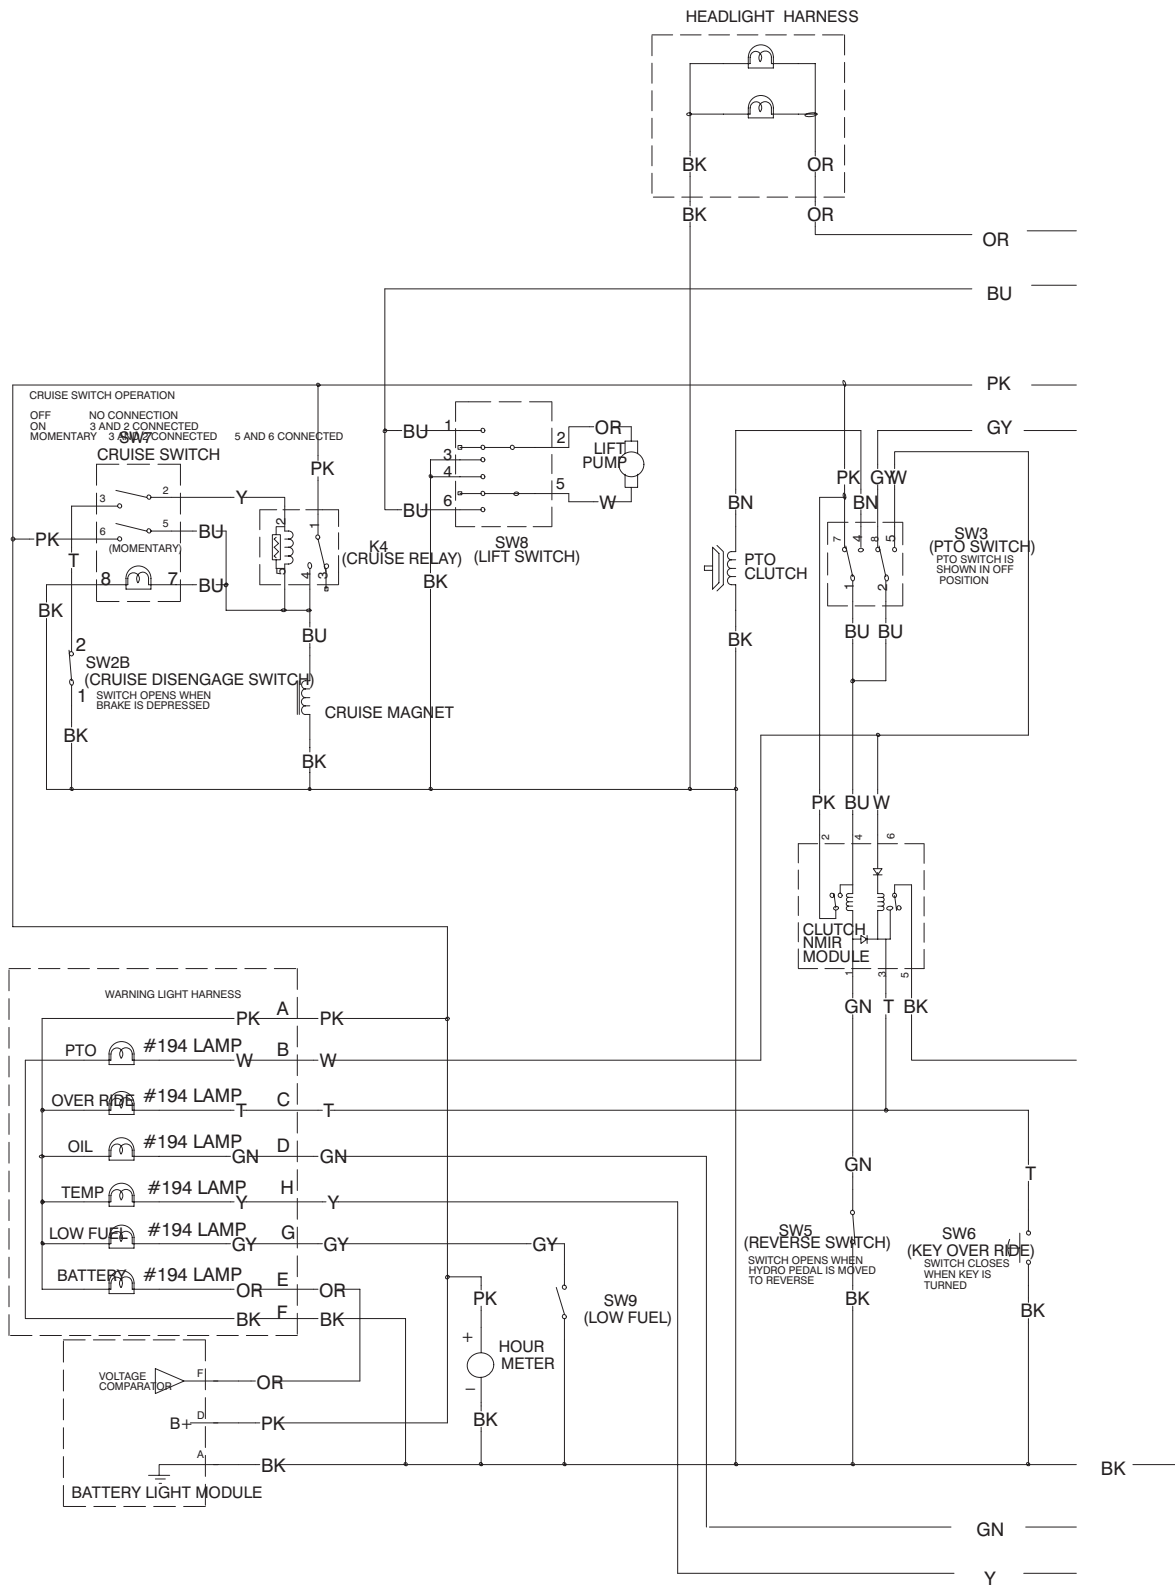 HEADLIGHT HARNESS
BK
OR
BK
OR
OR
BU
PK
GY
CRUISE SWITCH OPERATION
OFF NO CONNECTION
ON 3 AND 2 CONNECTED
MOMENTARY 3 AND 2 CONNECTED 5 AND 6 CONNECTED
SW7
CRUISE SWITCH
3
2
6
5
(MOMENTARY)
8
7
PK
T
BK
Y
BU
BU
PK
2
1
5
4
3
K4
(CRUISE RELAY)
BU
1
3
4
6
2
5
BU
BU
OR
W
LIFT
PUMP
SW8
(LIFT SWITCH)
BK
BN
PTO
CLUTCH
BK
PK
GY
W
BN
7
4
8
5
1
2
SW3
(PTO SWITCH)
PTO SWITCH IS
SHOWN IN OFF
POSITION
BU
BU
2
SW2B
(CRUISE DISENGAGE SWITCH)
1
SWITCH OPENS WHEN
BRAKE IS DEPRESSED
BK
CRUISE MAGNET
BK
PK
BU
W
2
4
6
CLUTCH
NMIR
MODULE
1
3
5
GN
T
BK
WARNING LIGHT HARNESS
PK A PK
PTO #194 LAMP W B W
OVER RIDE #194 LAMP T C T
OIL #194 LAMP GN D GN
TEMP #194 LAMP Y H Y
LOW FUEL #194 LAMP GY G GY GY
BATTERY #194 LAMP OR E OR
BK F BK
GN
T
SW5
(REVERSE SWITCH)
SWITCH OPENS WHEN
HYDRO PEDAL IS MOVED
TO REVERSE
BK
SW6
(KEY OVER RIDE)
SWITCH CLOSES
WHEN KEY IS
TURNED
BK
PK
+
HOUR
METER
−
BK
SW9
(LOW FUEL)
VOLTAGE
COMPARATOR
F
OR
B+
D
PK
A
BK
BATTERY LIGHT MODULE
BK
GN
Y